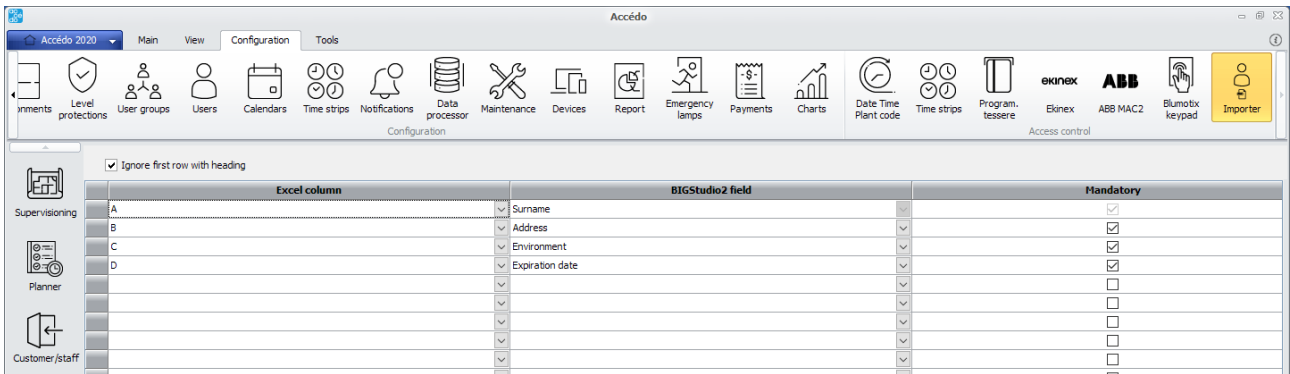 Accédo
Accédo 2020 Main View Configuration Tools
nments Level protections User groups Users Calendars Time strips Notifications Data processor Maintenance Devices Report Emergency lamps Payments Charts Date Time Plant code Time strips Program. tessere ekinex Ekinex ABB ABB MAC2 Blumotix keypad Importer
Configuration Access control
Ignore first row with heading
Excel column BIGStudio2 field Mandatory
A Surname
B Address
C Environment
D Expiration date
Supervisioning
Planner
Customer/staff